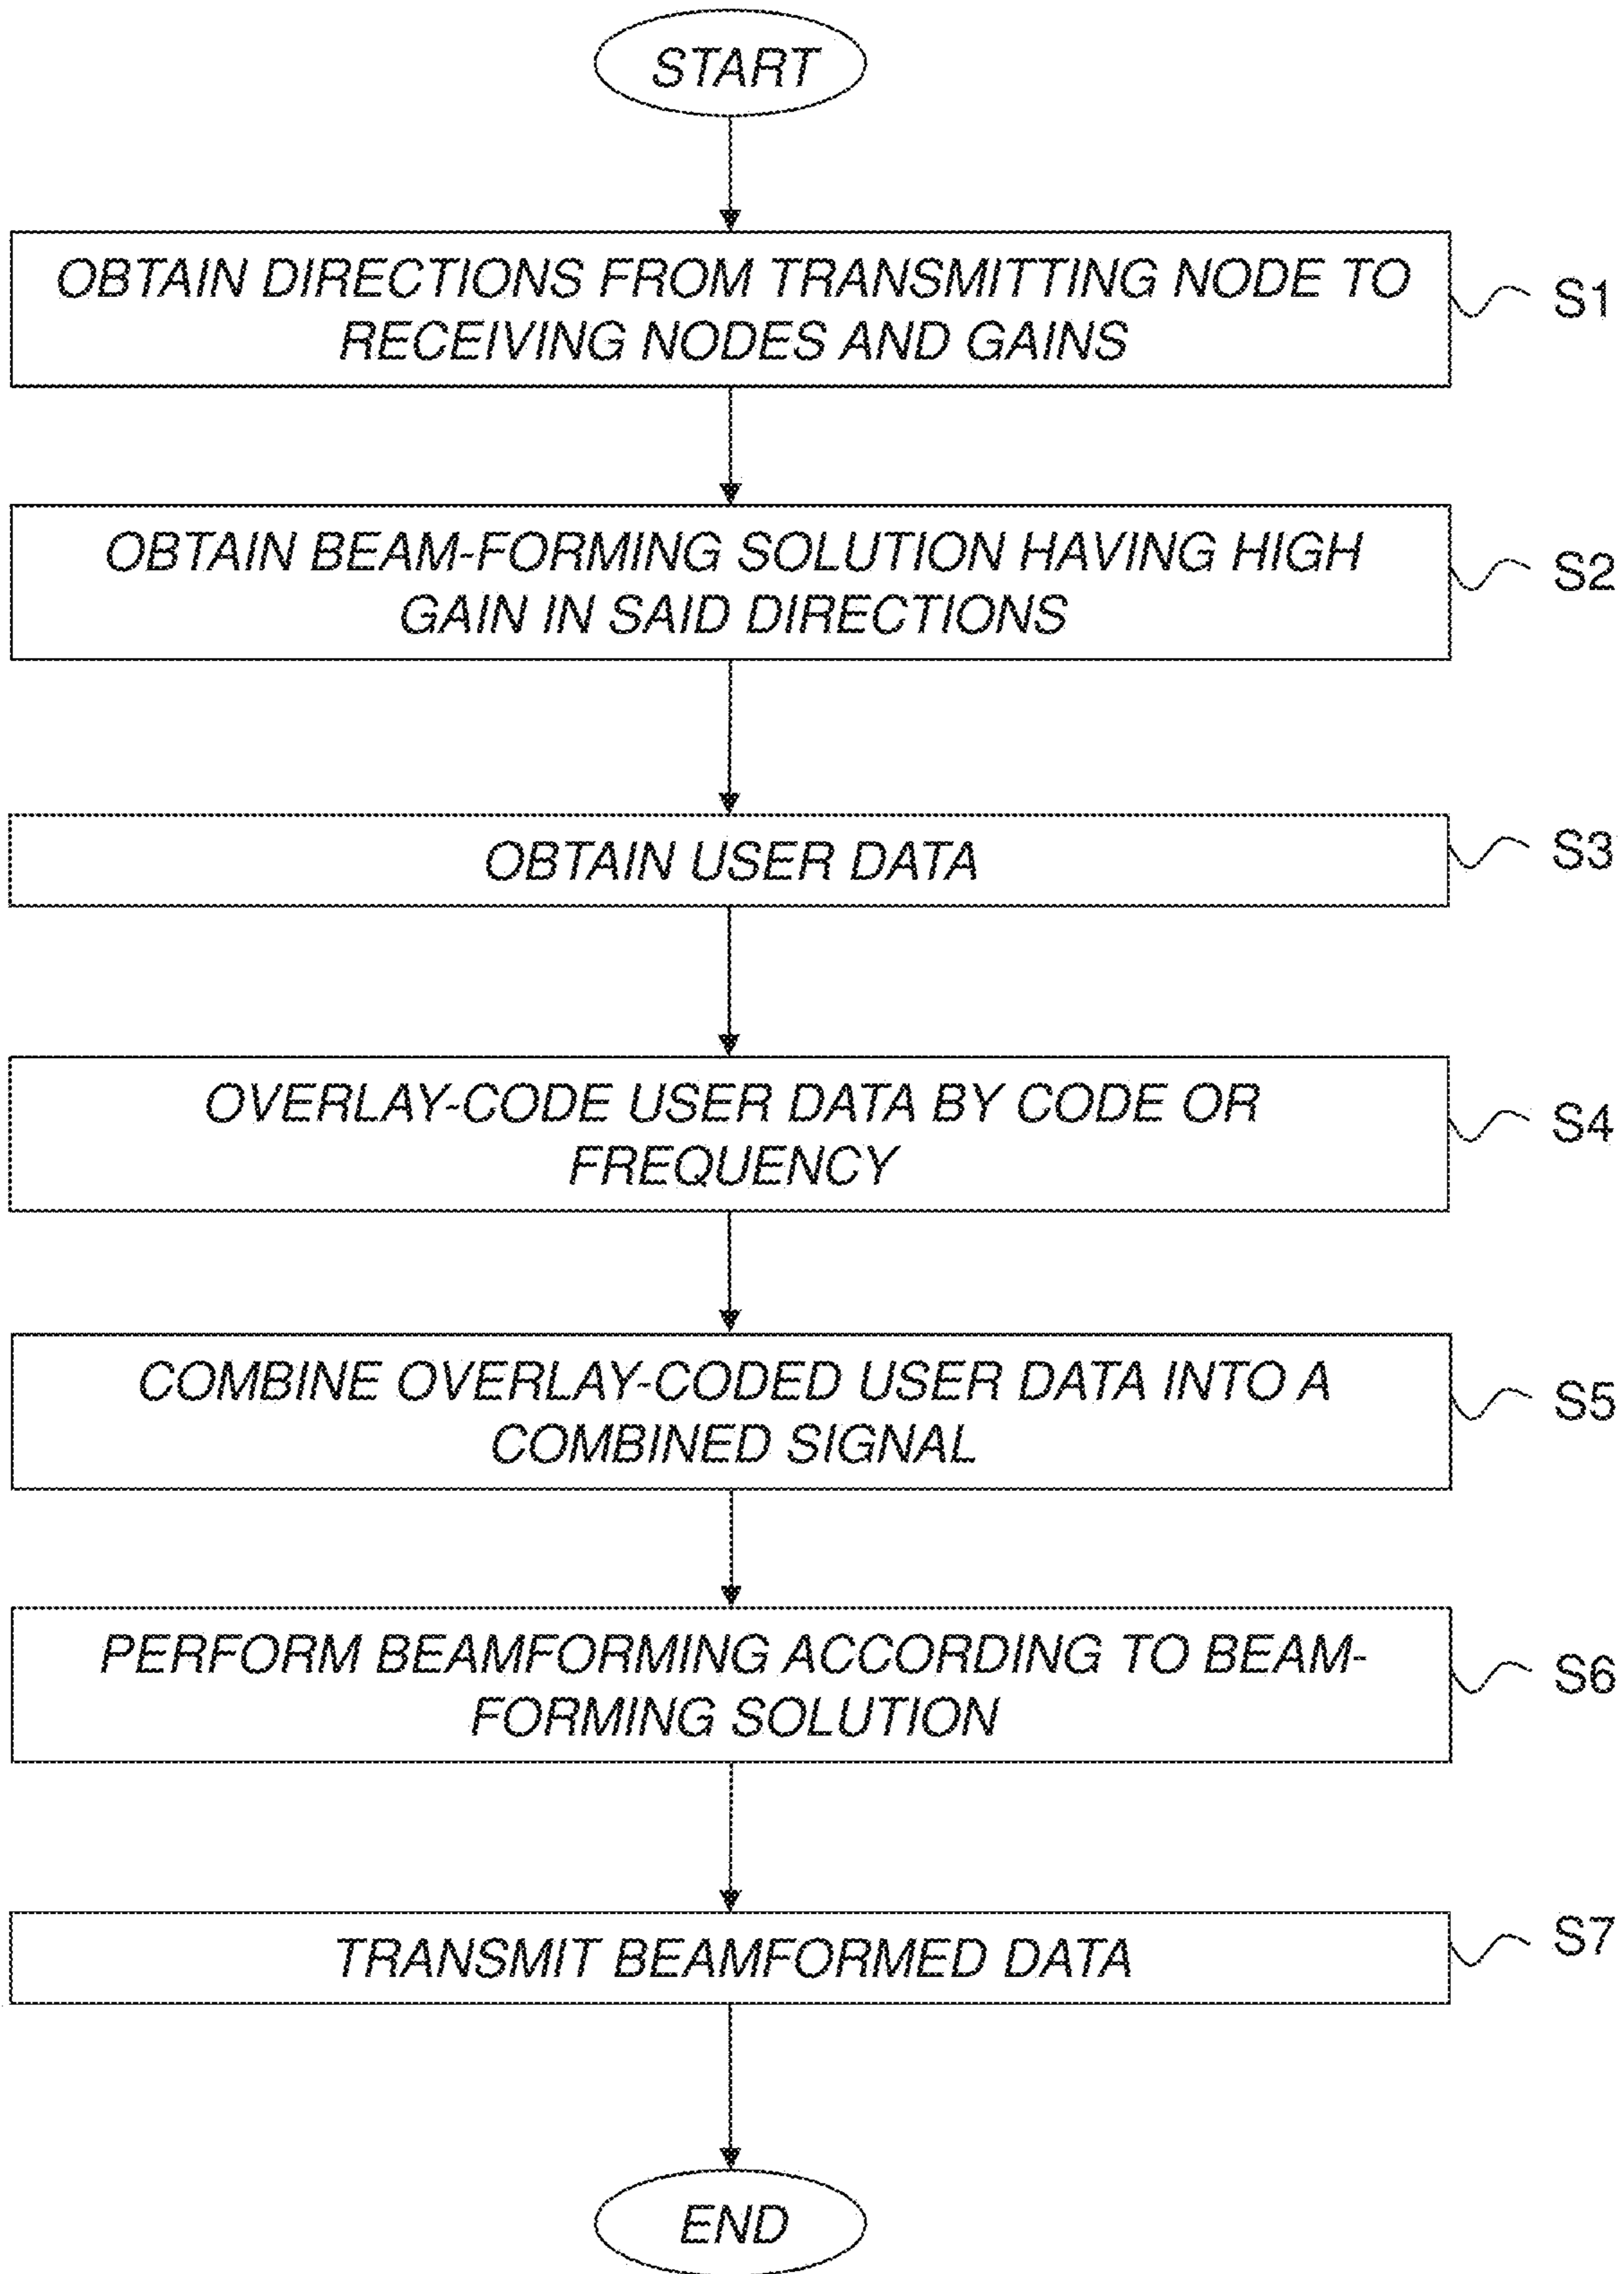 START
OBTAIN DIRECTIONS FROM TRANSMITTING NODE TO
RECEIVING NODES AND GAINS
S1
OBTAIN BEAM-FORMING SOLUTION HAVING HIGH
GAIN IN SAID DIRECTIONS
S2
OBTAIN USER DATA
S3
OVERLAY-CODE USER DATA BY CODE OR
FREQUENCY
S4
COMBINE OVERLAY-CODED USER DATA INTO A
COMBINED SIGNAL
S5
PERFORM BEAMFORMING ACCORDING TO BEAM-
FORMING SOLUTION
S6
TRANSMIT BEAMFORMED DATA
S7
END